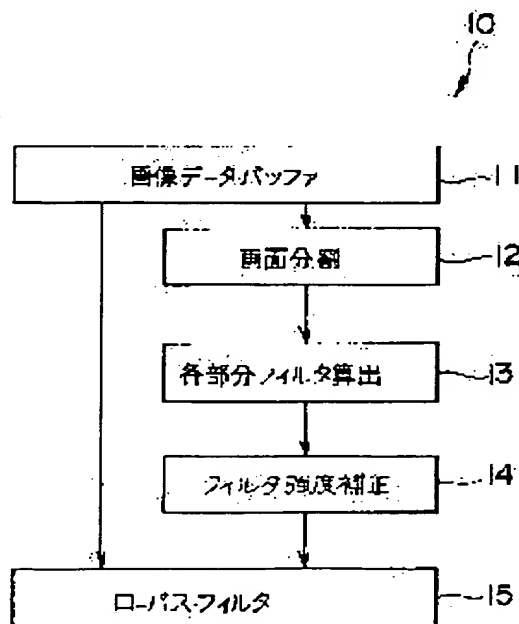 10
画像データバッファ 11
画面分割 12
各部分フィルタ算出 13
フィルタ強度補正 14
ローパス・フィルタ 15